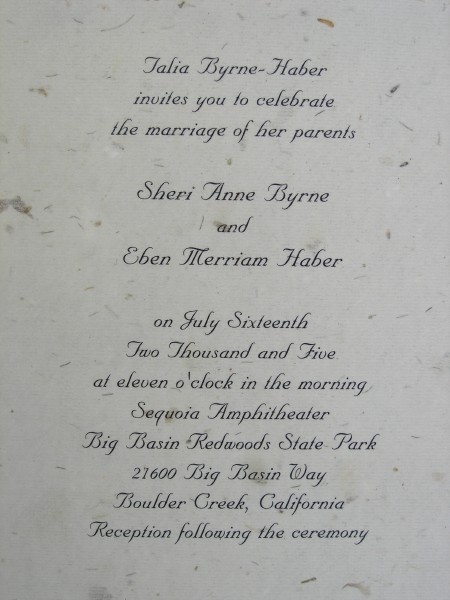 Talia Byrne-Haber
invites you to celebrate
the marriage of her parents
Sheri Anne Byrne
and
Eben Merriam Haber
on July Sixteenth
Two Thousand and Five
at eleven o'clock in the morning
Sequoia Amphitheater
Big Basin Redwoods State Park
21600 Big Basin Way
Boulder Creek, California
Reception following the ceremony